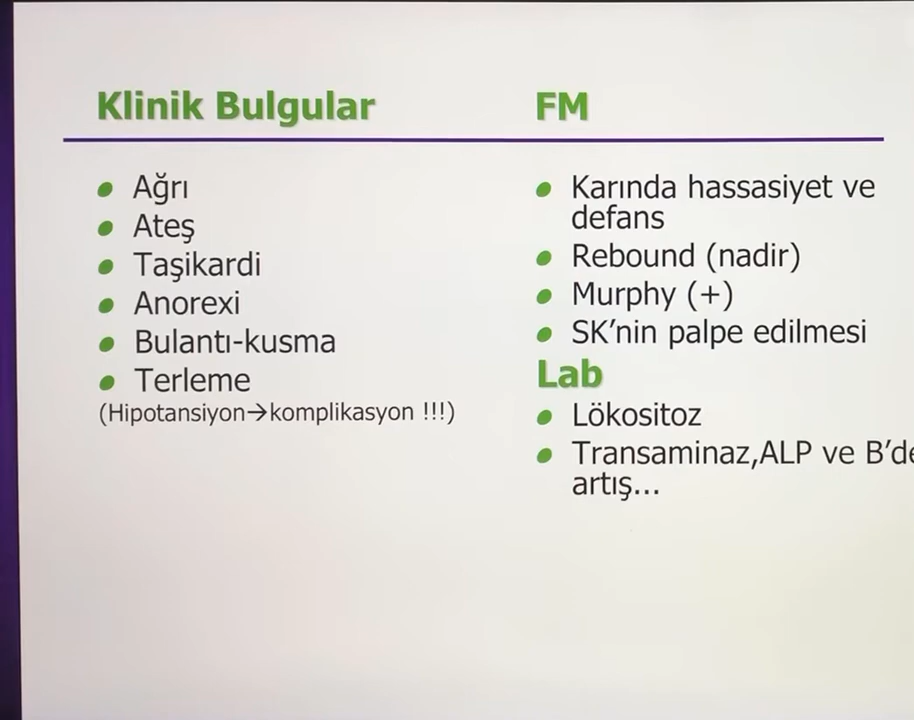 Klinik Bulgular
Ağrı
Ateş
Taşikardi
Anorexi
Bulantı-kusma
Terleme
(Hipotansiyon→komplikasyon !!!)
FM
Karında hassasiyet ve
defans
Rebound (nadir)
Murphy (+)
SK’nin palpe edilmesi
Lab
Lökositoz
Transaminaz,ALP ve B’de
artış...